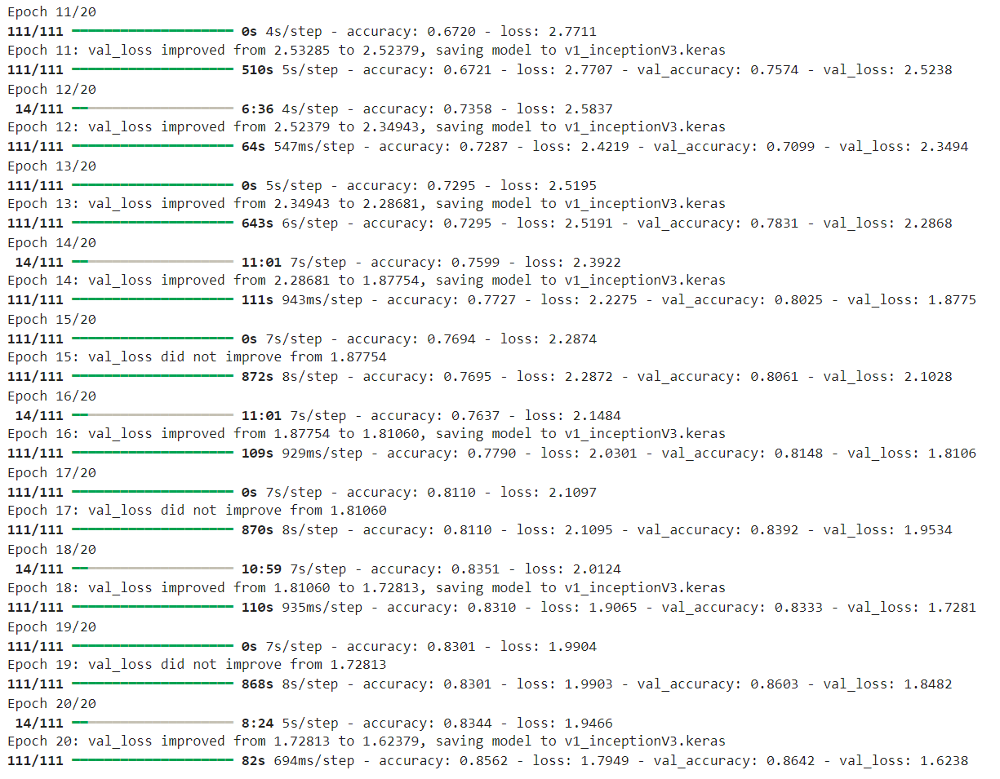 Epoch 11/20
111/111 0s 4s/step - accuracy: 0.6720 - loss: 2.7711
Epoch 11: val_loss improved from 2.53285 to 2.52379, saving model to v1_inceptionV3.keras
111/111 510s 5s/step - accuracy: 0.6721 - loss: 2.7707 - val_accuracy: 0.7574 - val_loss: 2.5238
Epoch 12/20
14/111 6:36 4s/step - accuracy: 0.7358 - loss: 2.5837
Epoch 12: val_loss improved from 2.52379 to 2.34943, saving model to v1_inceptionV3.keras
111/111 64s 547ms/step - accuracy: 0.7287 - loss: 2.4219 - val_accuracy: 0.7099 - val_loss: 2.3494
Epoch 13/20
111/111 0s 5s/step - accuracy: 0.7295 - loss: 2.5195
Epoch 13: val_loss improved from 2.34943 to 2.28681, saving model to v1_inceptionV3.keras
111/111 643s 6s/step - accuracy: 0.7295 - loss: 2.5191 - val_accuracy: 0.7831 - val_loss: 2.2868
Epoch 14/20
14/111 11:01 7s/step - accuracy: 0.7599 - loss: 2.3922
Epoch 14: val_loss improved from 2.28681 to 1.87754, saving model to v1_inceptionV3.keras
111/111 111s 943ms/step - accuracy: 0.7727 - loss: 2.2275 - val_accuracy: 0.8025 - val_loss: 1.8775
Epoch 15/20
111/111 0s 7s/step - accuracy: 0.7694 - loss: 2.2874
Epoch 15: val_loss did not improve from 1.87754
111/111 872s 8s/step - accuracy: 0.7695 - loss: 2.2872 - val_accuracy: 0.8061 - val_loss: 2.1028
Epoch 16/20
14/111 11:01 7s/step - accuracy: 0.7637 - loss: 2.1484
Epoch 16: val_loss improved from 1.87754 to 1.81060, saving model to v1_inceptionV3.keras
111/111 109s 929ms/step - accuracy: 0.7790 - loss: 2.0301 - val_accuracy: 0.8148 - val_loss: 1.8106
Epoch 17/20
111/111 0s 7s/step - accuracy: 0.8110 - loss: 2.1097
Epoch 17: val_loss did not improve from 1.81060
111/111 870s 8s/step - accuracy: 0.8110 - loss: 2.1095 - val_accuracy: 0.8392 - val_loss: 1.9534
Epoch 18/20
14/111 10:59 7s/step - accuracy: 0.8351 - loss: 2.0124
Epoch 18: val_loss improved from 1.81060 to 1.72813, saving model to v1_inceptionV3.keras
111/111 110s 935ms/step - accuracy: 0.8310 - loss: 1.9065 - val_accuracy: 0.8333 - val_loss: 1.7281
Epoch 19/20
111/111 0s 7s/step - accuracy: 0.8301 - loss: 1.9904
Epoch 19: val_loss did not improve from 1.72813
111/111 868s 8s/step - accuracy: 0.8301 - loss: 1.9903 - val_accuracy: 0.8603 - val_loss: 1.8482
Epoch 20/20
14/111 8:24 5s/step - accuracy: 0.8344 - loss: 1.9466
Epoch 20: val_loss improved from 1.72813 to 1.62379, saving model to v1_inceptionV3.keras
111/111 82s 694ms/step - accuracy: 0.8562 - loss: 1.7949 - val_accuracy: 0.8642 - val_loss: 1.6238